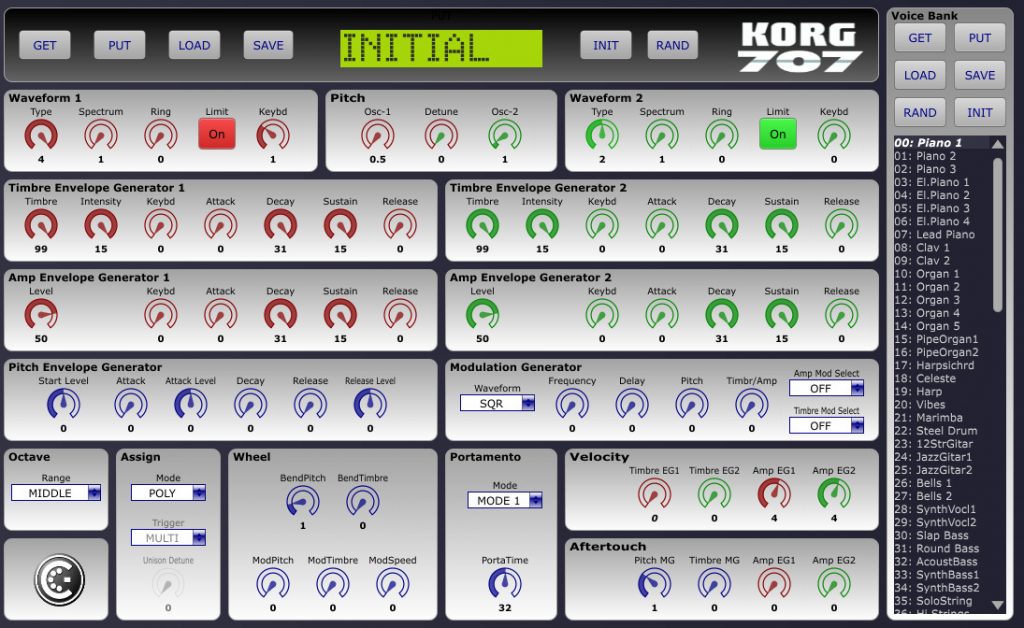 PUT
GET PUT LOAD SAVE INITIAL INIT RAND KORG 707
Waveform 1
Type Spectrum Ring Limit Keybd
On
4 1 0 1
Pitch
Osc-1 Detune Osc-2
0.5 0 1
Waveform 2
Type Spectrum Ring Limit Keybd
On
2 1 0 0
Timbre Envelope Generator 1
Timbre Intensity Keybd Attack Decay Sustain Release
99 15 0 0 31 15 0
Timbre Envelope Generator 2
Timbre Intensity Keybd Attack Decay Sustain Release
99 15 0 0 31 15 0
Amp Envelope Generator 1
Level Keybd Attack Decay Sustain Release
50 0 0 31 15 0
Amp Envelope Generator 2
Level Keybd Attack Decay Sustain Release
50 0 0 31 15 0
Pitch Envelope Generator
Start Level Attack Attack Level Decay Release Release Level
0 0 0 0 0 0
Modulation Generator
Waveform Frequency Delay Pitch Timbr/Amp
SQR
0 0 0 0
Amp Mod Select
OFF
Timbre Mod Select
OFF
Octave
Range
MIDDLE
Assign
Mode
POLY
Trigger
MULTI
Unison Detune
0
Wheel
BendPitch BendTimbre
1 0
ModPitch ModTimbre ModSpeed
0 0 0
Portamento
Mode
MODE 1
PortaTime
32
Velocity
Timbre EG1 Timbre EG2 Amp EG1 Amp EG2
0 0 4 4
Aftertouch
Pitch MG Timbre MG Amp EG1 Amp EG2
1 0 0 0
Voice Bank
GET PUT
LOAD SAVE
RAND INIT
00: Piano 1
01: Piano 2
02: Piano 3
03: El.Piano 1
04: El.Piano 2
05: El.Piano 3
06: El.Piano 4
07: Lead Piano
08: Clav 1
09: Clav 2
10: Organ 1
11: Organ 2
12: Organ 3
13: Organ 4
14: Organ 5
15: PipeOrgan1
16: PipeOrgan2
17: Harpsichrd
18: Celeste
19: Harp
20: Vibes
21: Marimba
22: Steel Drum
23: 12StrGitar
24: JazzGitar1
25: JazzGitar2
26: Bells 1
27: Bells 2
28: SynthVocl1
29: SynthVocl2
30: Slap Bass
31: Round Bass
32: AcoustBass
33: SynthBass1
34: SynthBass2
35: SoloString
36: Hi Strings